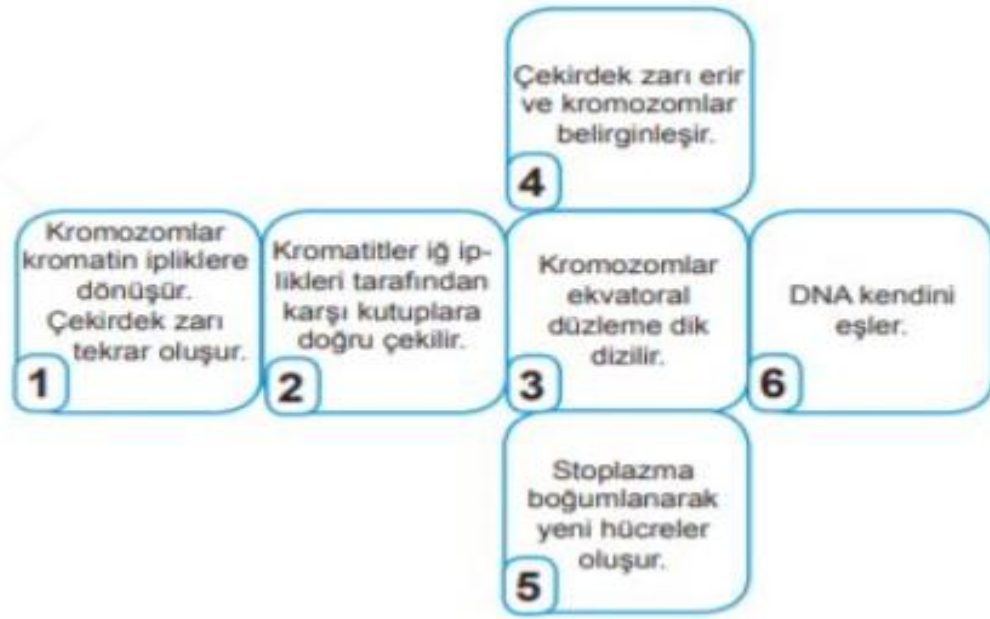 Çekirdek zarı erir
ve kromozomlar
belirginleşir.
4
Kromozomlar
kromatin ipliklere
dönüşür.
Çekirdek zarı
tekrar oluşur.
1
Kromatitler iğ ip-
likleri tarafından
karşı kutuplara
doğru çekilir.
2
Kromozomlar
ekvatoral
düzleme dik
dizilir.
3
DNA kendini
eşler.
6
Stoplazma
boğumlanarak
yeni hücreler
oluşur.
5